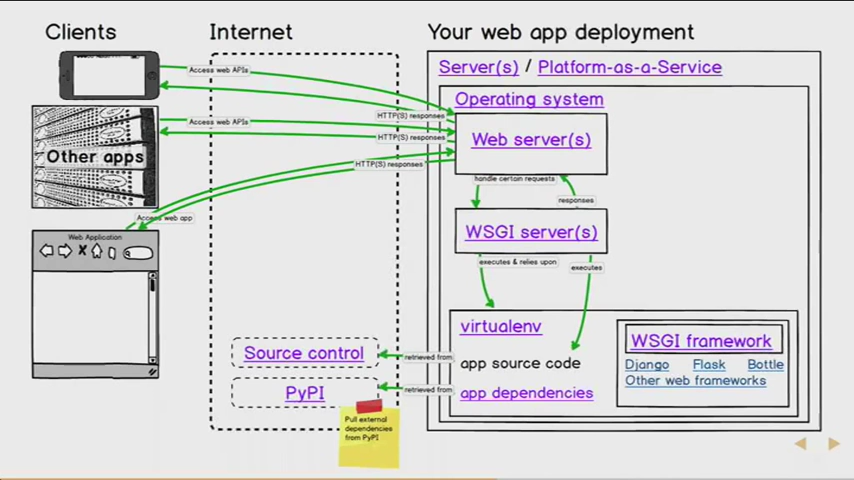 Clients
Internet
Your web app deployment
Server(s) / Platform-as-a-Service
Access web APIs
Operating system
HTTP(S) responses
Access web APIs
HTTP(S) responses
Web server(s)
Other apps
HTTP(S) responses
handle certain requests
responses
Access web app
Web Application
WSGI server(s)
executes & relies upon
executes
virtualenv
WSGI framework
Source control
retrieved from
app source code
Django
Flask
Bottle
Other web frameworks
PyPI
retrieved from
app dependencies
Pull external
dependencies
from PyPI